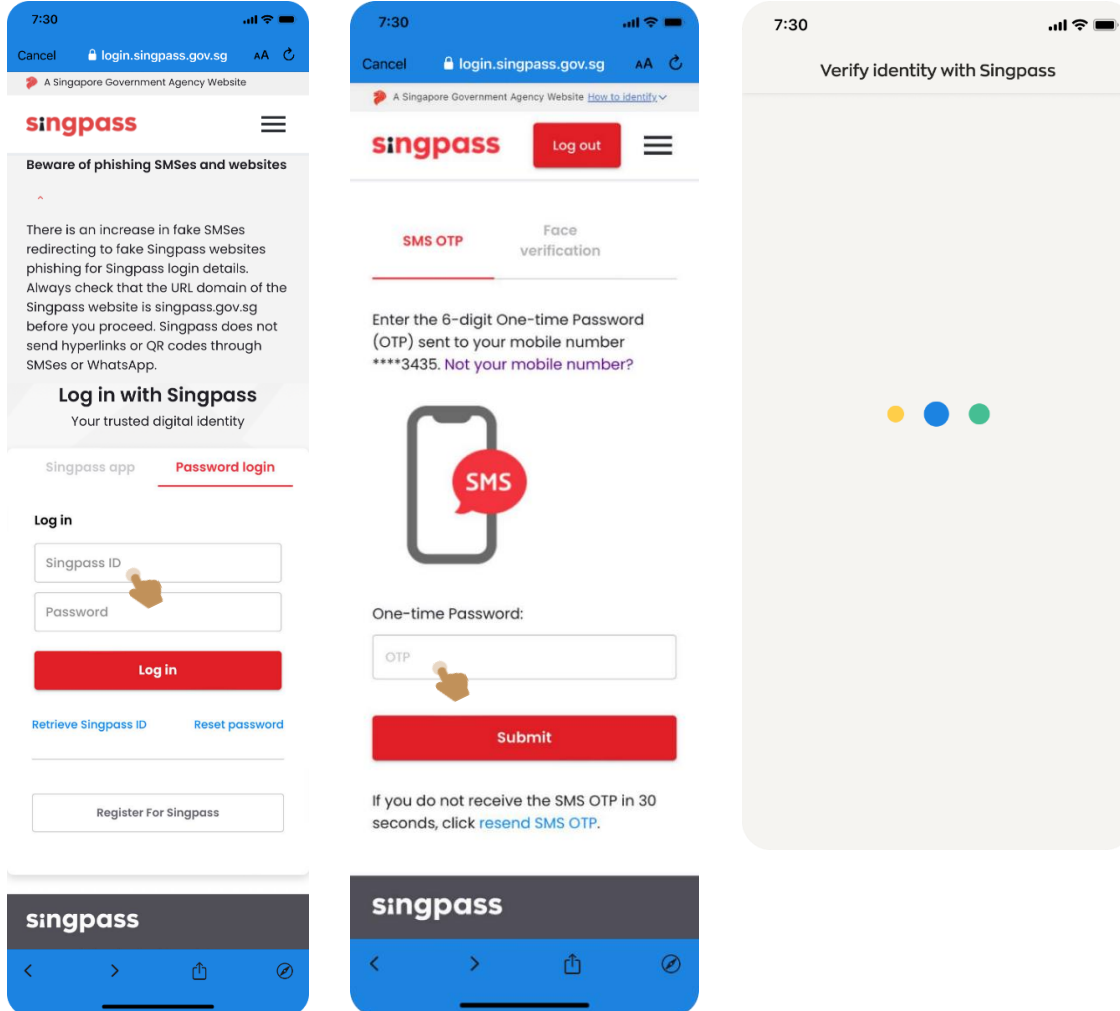 7:30
Cancel login.singpass.gov.sg AA
A Singapore Government Agency Website
singpass
Beware of phishing SMSes and websites
There is an increase in fake SMSes
redirecting to fake Singpass websites
phishing for Singpass login details.
Always check that the URL domain of the
Singpass website is singpass.gov.sg
before you proceed. Singpass does not
send hyperlinks or QR codes through
SMSes or WhatsApp.
Log in with Singpass
Your trusted digital identity
Singpass app Password login
Log in
Singpass ID
Password
Log in
Retrieve Singpass ID Reset password
Register For Singpass
singpass
7:30
Cancel login.singpass.gov.sg AA
A Singapore Government Agency Website How to identify
singpass Log out
SMS OTP Face
verification
Enter the 6-digit One-time Password
(OTP) sent to your mobile number
****3435. Not your mobile number?
SMS
One-time Password:
OTP
Submit
If you do not receive the SMS OTP in 30
seconds, click resend SMS OTP.
singpass
7:30
Verify identity with Singpass